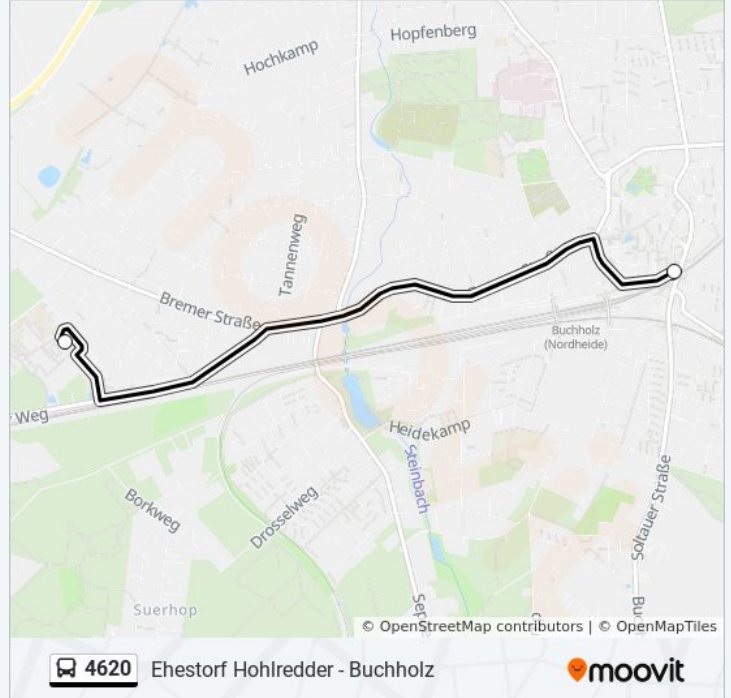 Hopfenberg
Hochkamp
Tannenweg
Bremer Straße
Buchholz
(Nordheide)
r Weg
Heidekamp
Steinbach
Drosselweg
Borkweg
Soltauer Straße
Suerhop
Sep
© OpenStreetMap contributors | © OpenMapTiles
4620 Ehestorf Hohlredder - Buchholz
moovit